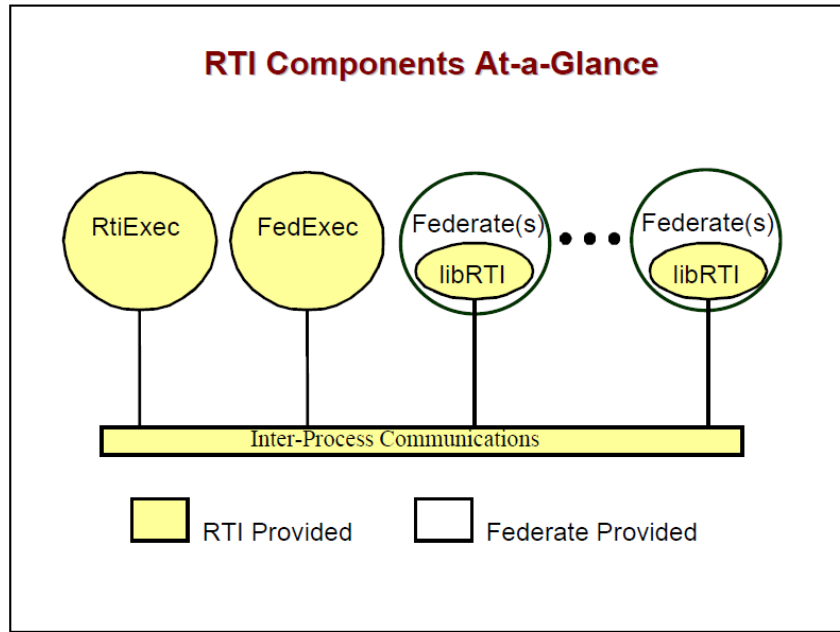 RTI Components At-a-Glance
RtiExec
FedExec
Federate(s)
libRTI
Federate(s)
libRTI
Inter-Process Communications
RTI Provided
Federate Provided